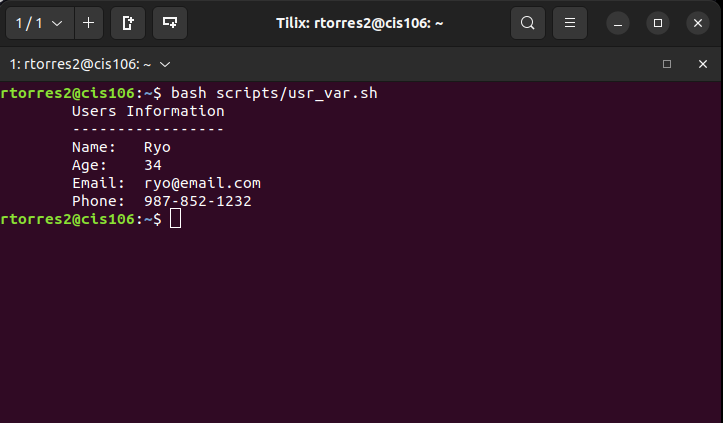 1 / 1
Tilix: rtorres2@cis106: ~
1: rtorres2@cis106: ~
rtorres2@cis106:~$ bash scripts/usr_var.sh
        Users Information
        -----------------
        Name:   Ryo
        Age:    34
        Email:  ryo@email.com
        Phone:  987-852-1232
rtorres2@cis106:~$